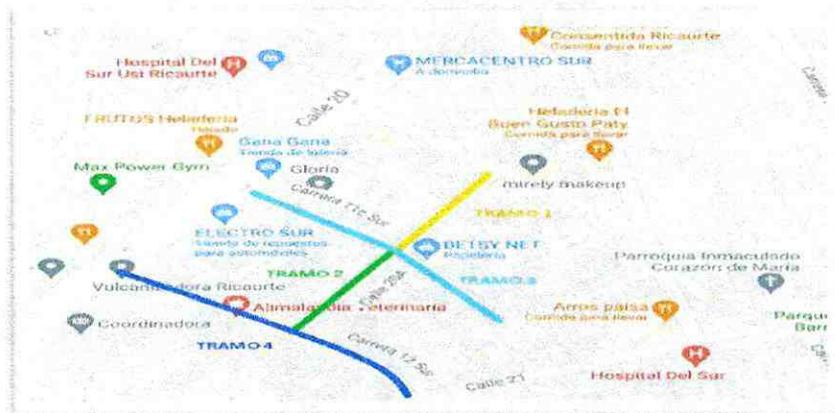 Consentida Ricaurte
Comida para llevar
Hospital Del
Sur Usi Ricaurte
MERCACENTRO SUR
A domicilio
Calle 20
FRUTOS Heladeria
Helado
Heladeria El
Buen Gusto Paty
Comida para llevar
Gana Gana
Tienda de lotería
Max Power Gym
Gloria
mirely makeup
Carrera 11C Sur
TRAMO 1
ELECTRO SUR
Tienda de repuestos
para automóviles
BETSY NET
Papelería
TRAMO 2
TRAMO 3
Parroquia Inmaculado
Corazón de María
Vulcanizadora Ricaurte
Calle 20A
Veterinaria
Arros paisa
Comida para llevar
Coordinadora
Parqu
Barr
TRAMO 4
Carrera 12 Sur
Calle 21
Hospital Del Sur